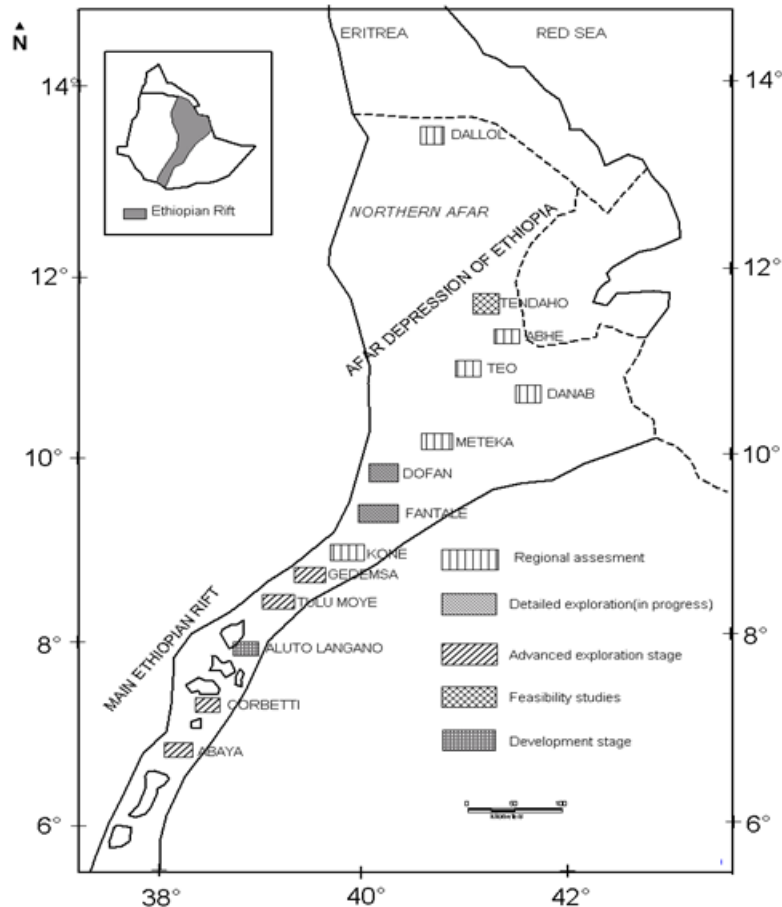 N
ERITREA
RED SEA
14°
14°
DALLOL
Ethiopian Rift
NORTHERN AFAR
AFAR DEPRESSION OF ETHIOPIA
12°
12°
TENDAHO
ABHE
TEO
DANAB
METEKA
10°
10°
DOFAN
FANTALE
KONE
Regional assesment
GEDEMSA
TULU MOYE
Detailed exploration(in progress)
MAIN ETHIOPIAN RIFT
8°
8°
ALUTO LANGANO
Advanced exploration stage
CORBETTI
Feasibility studies
ABAYA
Development stage
0 50 100
6°
6°
38°
40°
42°